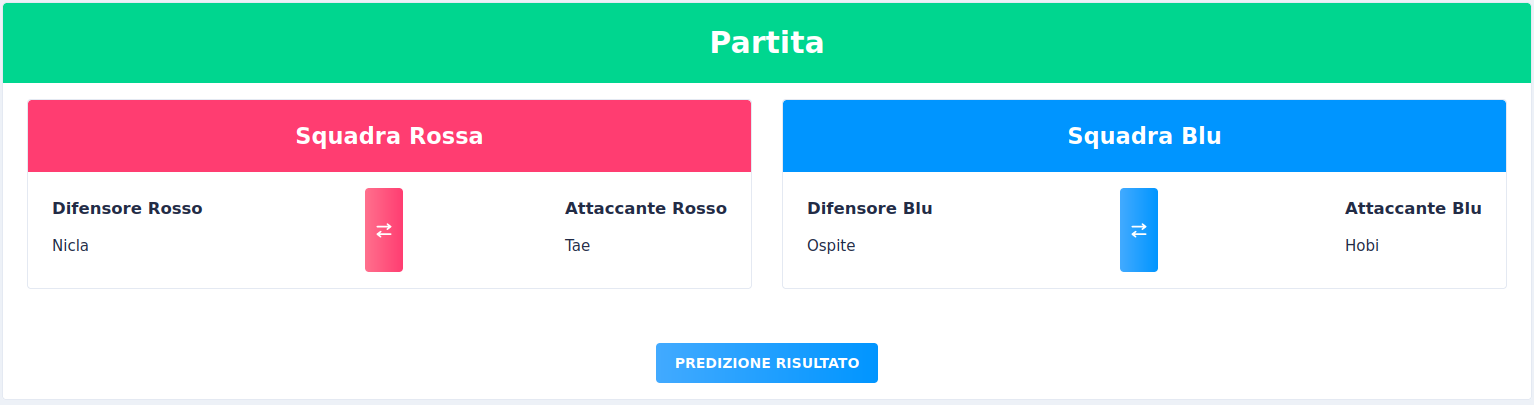 Partita
Squadra Rossa
Difensore Rosso
Nicla
Attaccante Rosso
Tae
Squadra Blu
Difensore Blu
Ospite
Attaccante Blu
Hobi
PREDIZIONE RISULTATO